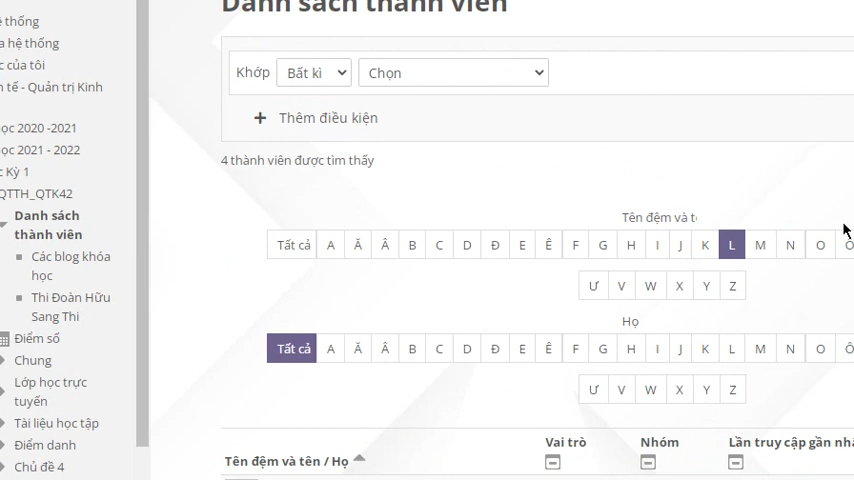 Danh sách thành viên
ệ thống
a hệ thống
c của tôi
n tế - Quản trị Kinh
ọc 2020 -2021
ọc 2021 - 2022
c Kỳ 1
QTTH_QTK42
Danh sách
thành viên
Các blog khóa
học
Thi Đoàn Hữu
Sang Thi
Điểm số
Chung
Lớp học trực
tuyến
Tài liệu học tập
Điểm danh
Chủ đề 4
Khớp Bất kì Chọn
Thêm điều kiện
4 thành viên được tìm thấy
Tên đệm và t
Tất cả A Ă Â B C D Đ E Ê F G H I J K L M N O Ô
Ư V W X Y Z
Họ
Tất cả A Ă Â B C D Đ E Ê F G H I J K L M N O Ô
Ư V W X Y Z
Tên đệm và tên / Họ Vai trò Nhóm Lần truy cập gần nhấ